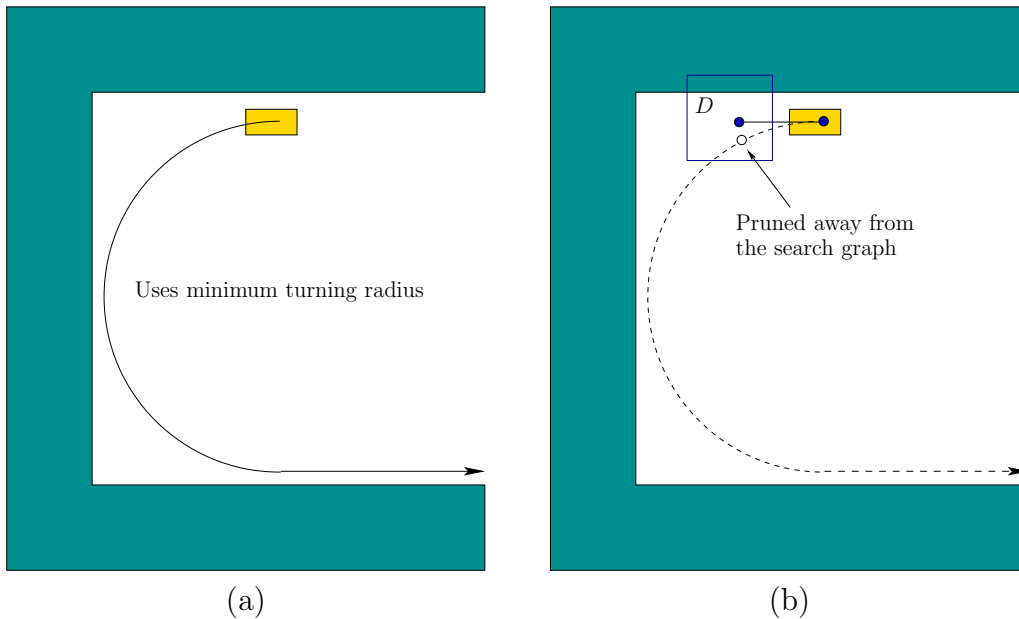 Uses minimum turning radius
(a)
D
Pruned away from
the search graph
(b)